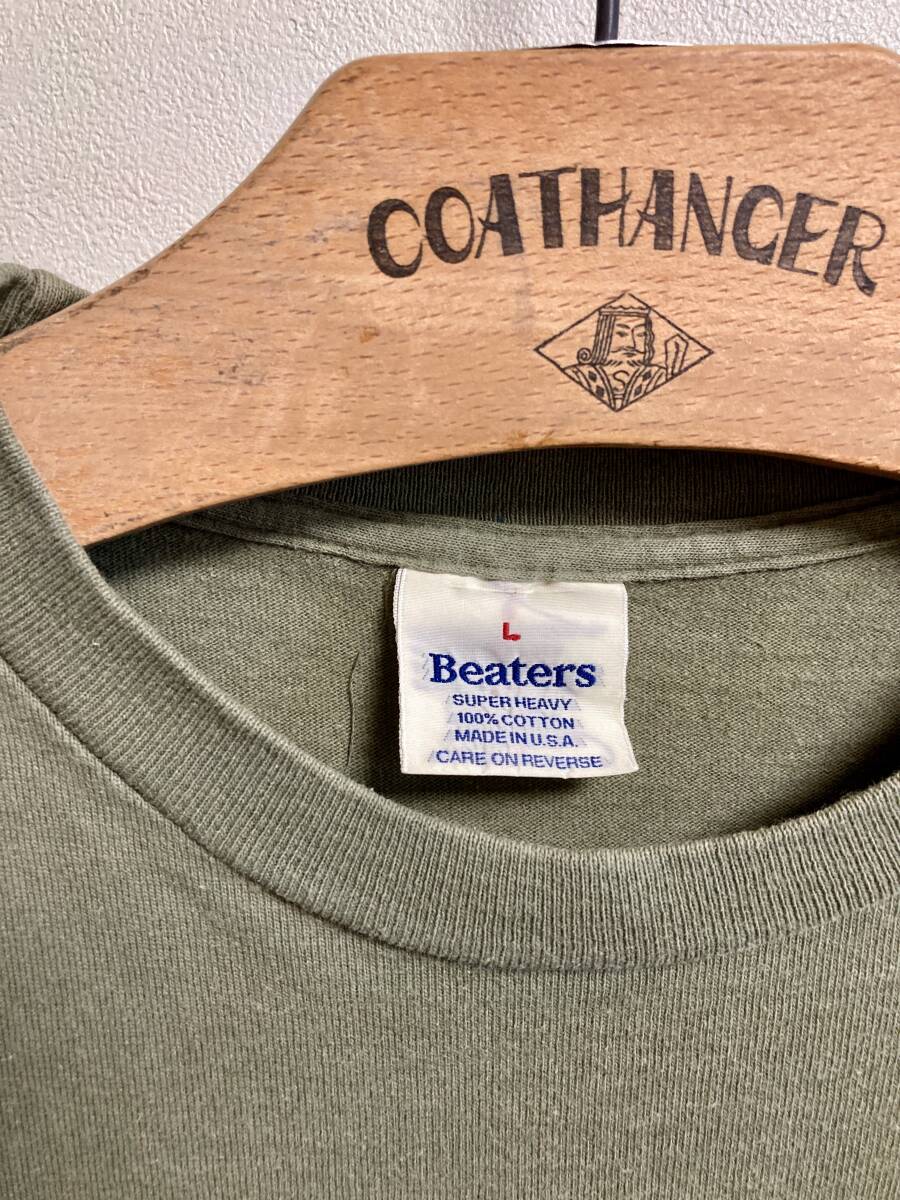 COATHANGER
L
Beaters
SUPER HEAVY
100% COTTON
MADE IN U.S.A.
CARE ON REVERSE